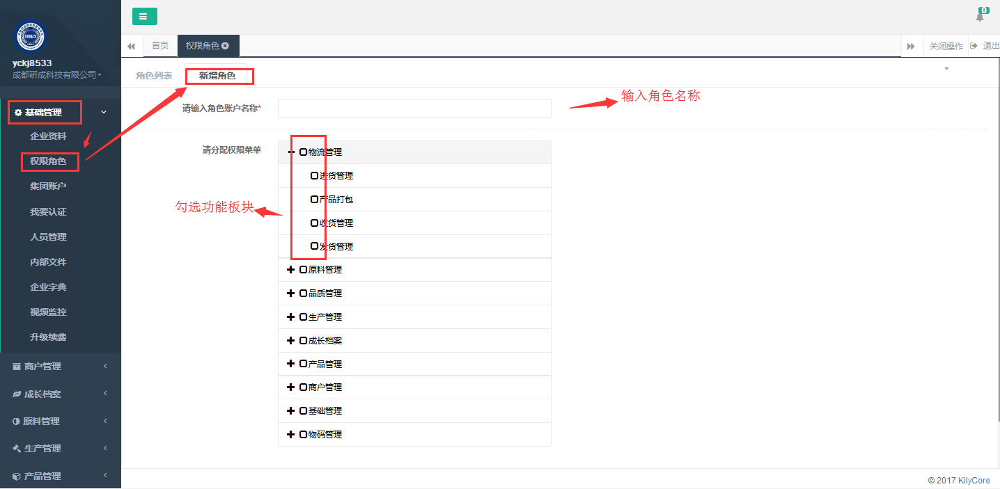 0
首页
权限角色
关闭操作
退出
yckj8533
成都研成科技有限公司
角色列表
新增角色
请输入角色账户名称*
输入角色名称
基础管理
企业资料
权限角色
集团账户
我要认证
人员管理
内部文件
企业字典
视频监控
升级续费
商户管理
成长档案
原料管理
生产管理
产品管理
请分配权限菜单
物流管理
进货管理
产品打包
收货管理
发货管理
勾选功能板块
原料管理
品质管理
生产管理
成长档案
产品管理
商户管理
基础管理
物码管理
© 2017 KilyCore